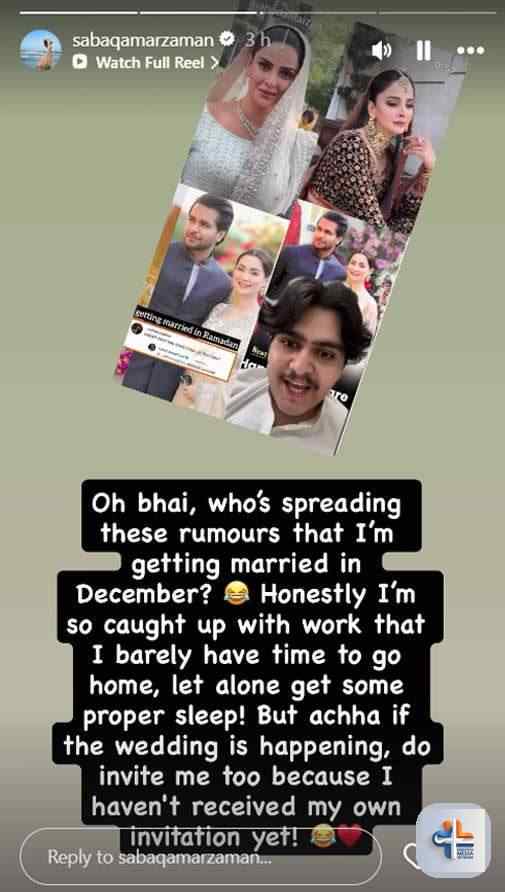 sabaqamarzaman 3 h
Watch Full Reel >
getting married in Ramadan
Oh bhai, who's spreading
these rumours that I'm
getting married in
December? 😂 Honestly I'm
so caught up with work that
I barely have time to go
home, let alone get some
proper sleep! But achha if
the wedding is happening, do
invite me too because I
haven't received my own
invitation yet! 😂❤️
Reply to sabaqamarzaman...